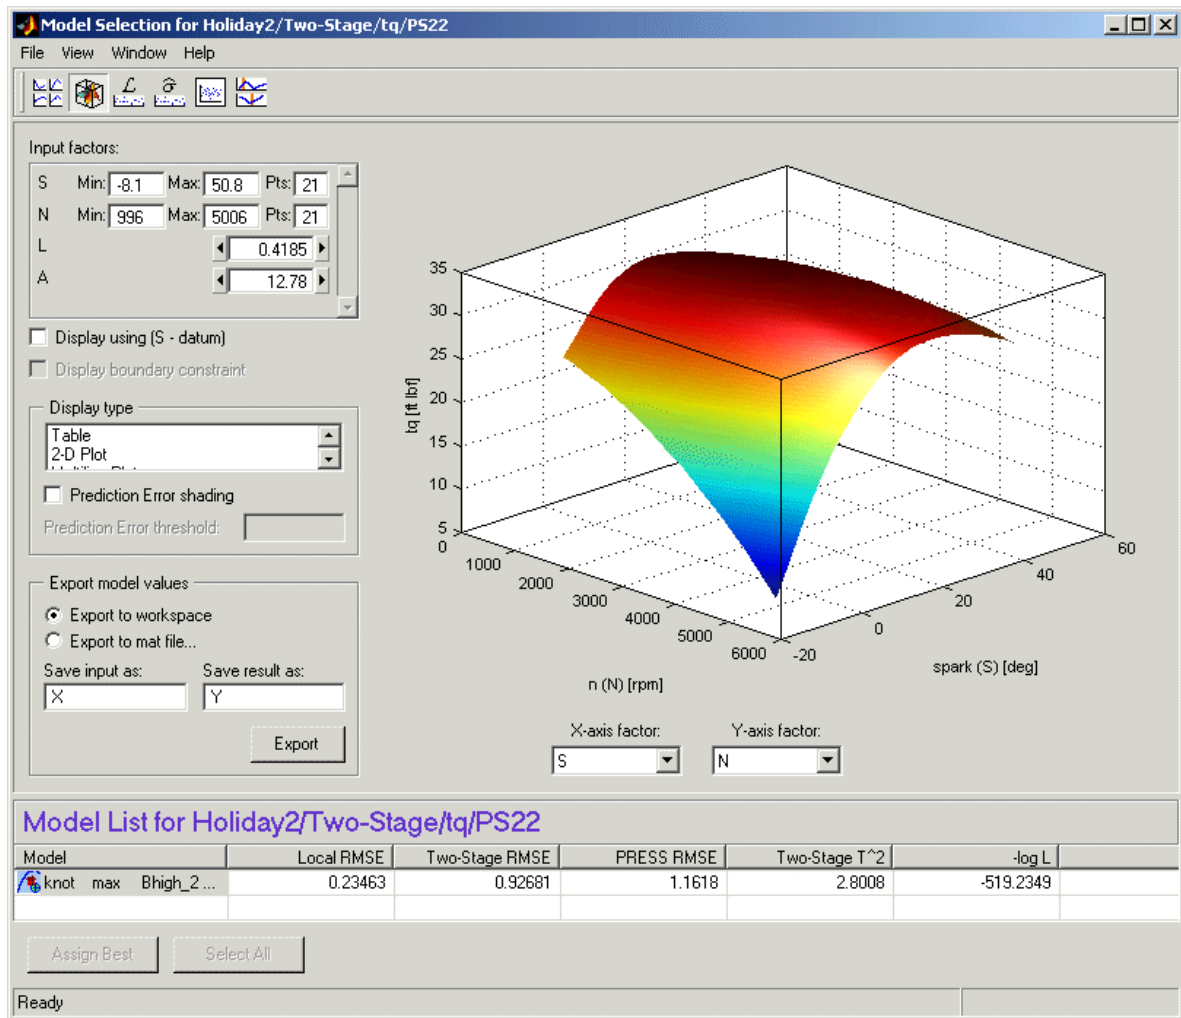 Model Selection for Holiday2/Two-Stage/tq/PS22
File View Window Help
Input factors:
S Min: -8.1 Max: 50.8 Pts: 21
N Min: 996 Max: 5006 Pts: 21
L 0.4185
A 12.78
Display using (S - datum)
Display boundary constraint
Display type
Table
2-D Plot
Prediction Error shading
Prediction Error threshold:
Export model values
Export to workspace
Export to mat file...
Save input as: Save result as:
X Y
Export
35
30
25
20
15
10
5
tq [ft lbf]
0
1000
2000
3000
4000
5000
6000
n (N) [rpm]
-20
0
20
40
60
spark (S) [deg]
X-axis factor: Y-axis factor:
S N
Model List for Holiday2/Two-Stage/tq/PS22
Model Local RMSE Two-Stage RMSE PRESS RMSE Two-Stage T^2 -log L
knot max Bhigh_2 ... 0.23463 0.92681 1.1618 2.8008 -519.2349
Assign Best Select All
Ready